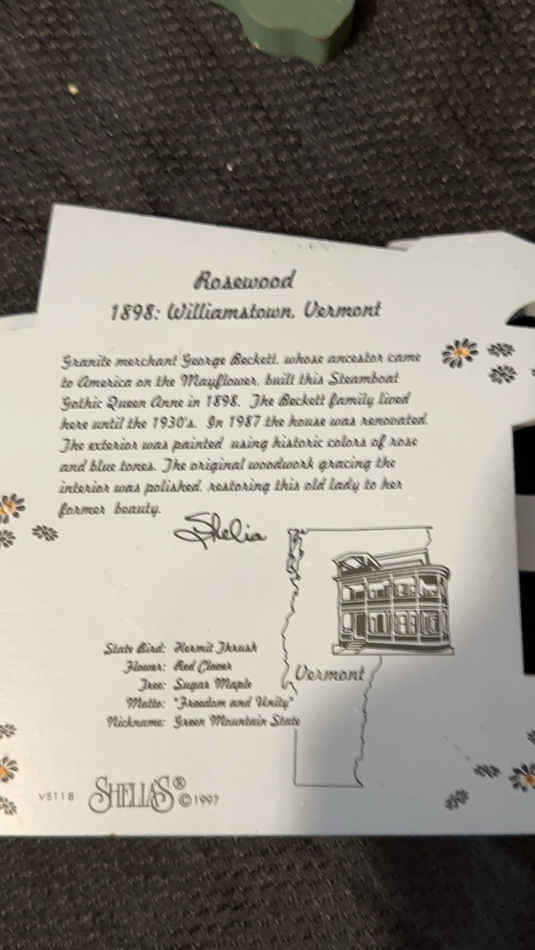 Rosewood
1898: Williamstown, Vermont
Granite merchant George Beckett, whose ancestor came
to America on the Mayflower, built this Steamboat
Gothic Queen Anne in 1898. The Beckett family lived
here until the 1930's. In 1987 the house was renovated.
The exterior was painted using historic colors of rose
and blue tones. The original woodwork gracing the
interior was polished, restoring this old lady to her
former beauty.
Shelia
State Bird: Hermit Thrush
Flower: Red Clover
Tree: Sugar Maple
Motto: "Freedom and Unity"
Nickname: Green Mountain State
Vermont
VST18 SHELIA'S® ©1997